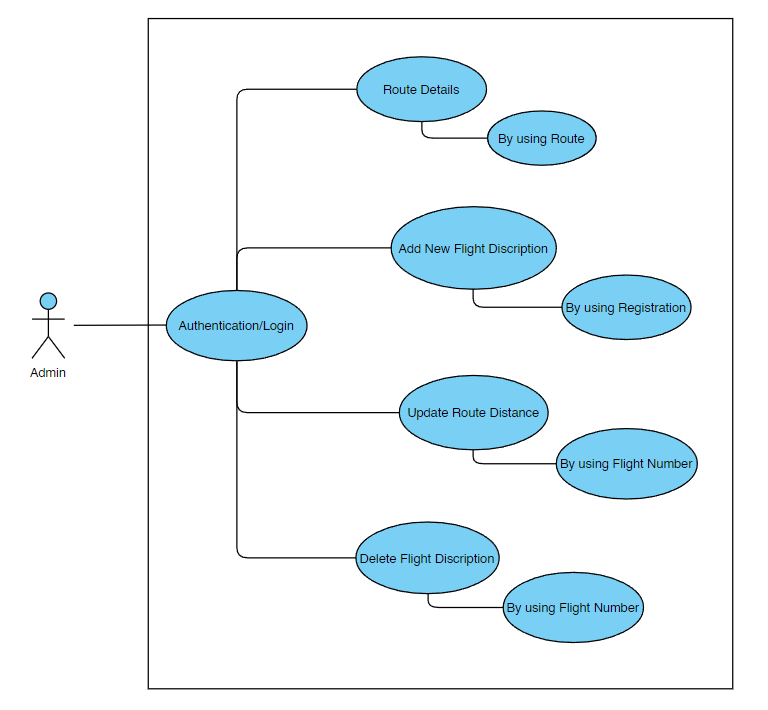 Route Details
By using Route
Add New Flight Discription
By using Registration
Authentication/Login
Admin
Update Route Distance
By using Flight Number
Delete Flight Discription
By using Flight Number